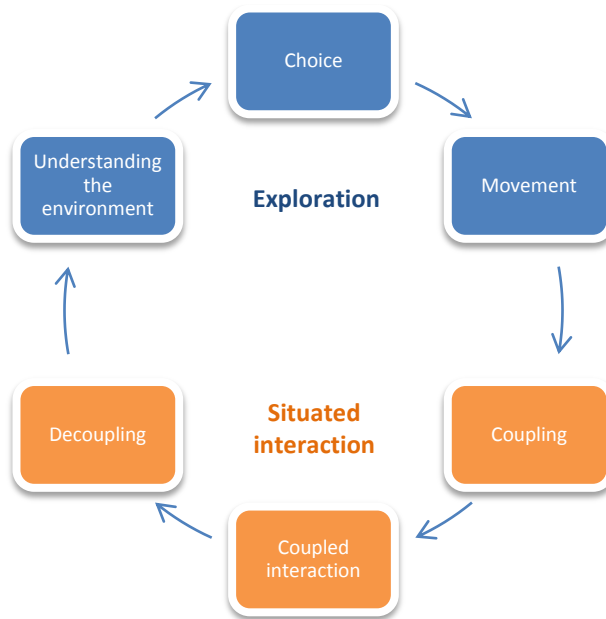 Choice
Understanding
the
environment
Exploration
Movement
Decoupling
Situated
interaction
Coupling
Coupled
interaction